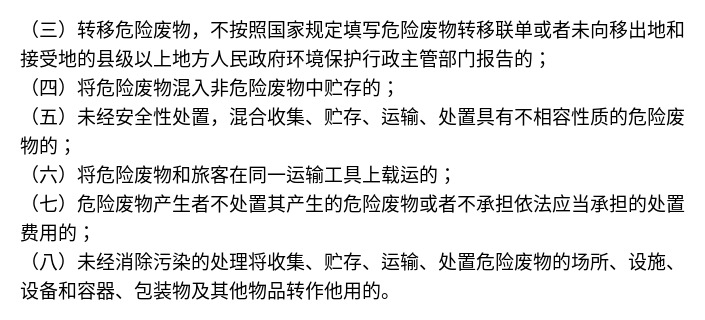 （三）转移危险废物，不按照国家规定填写危险废物转移联单或者未向移出地和
接受地的县级以上地方人民政府环境保护行政主管部门报告的；
（四）将危险废物混入非危险废物中贮存的；
（五）未经安全性处置，混合收集、贮存、运输、处置具有不相容性质的危险废
物的；
（六）将危险废物和旅客在同一运输工具上载运的；
（七）危险废物产生者不处置其产生的危险废物或者不承担依法应当承担的处置
费用的；
（八）未经消除污染的处理将收集、贮存、运输、处置危险废物的场所、设施、
设备和容器、包装物及其他物品转作他用的。